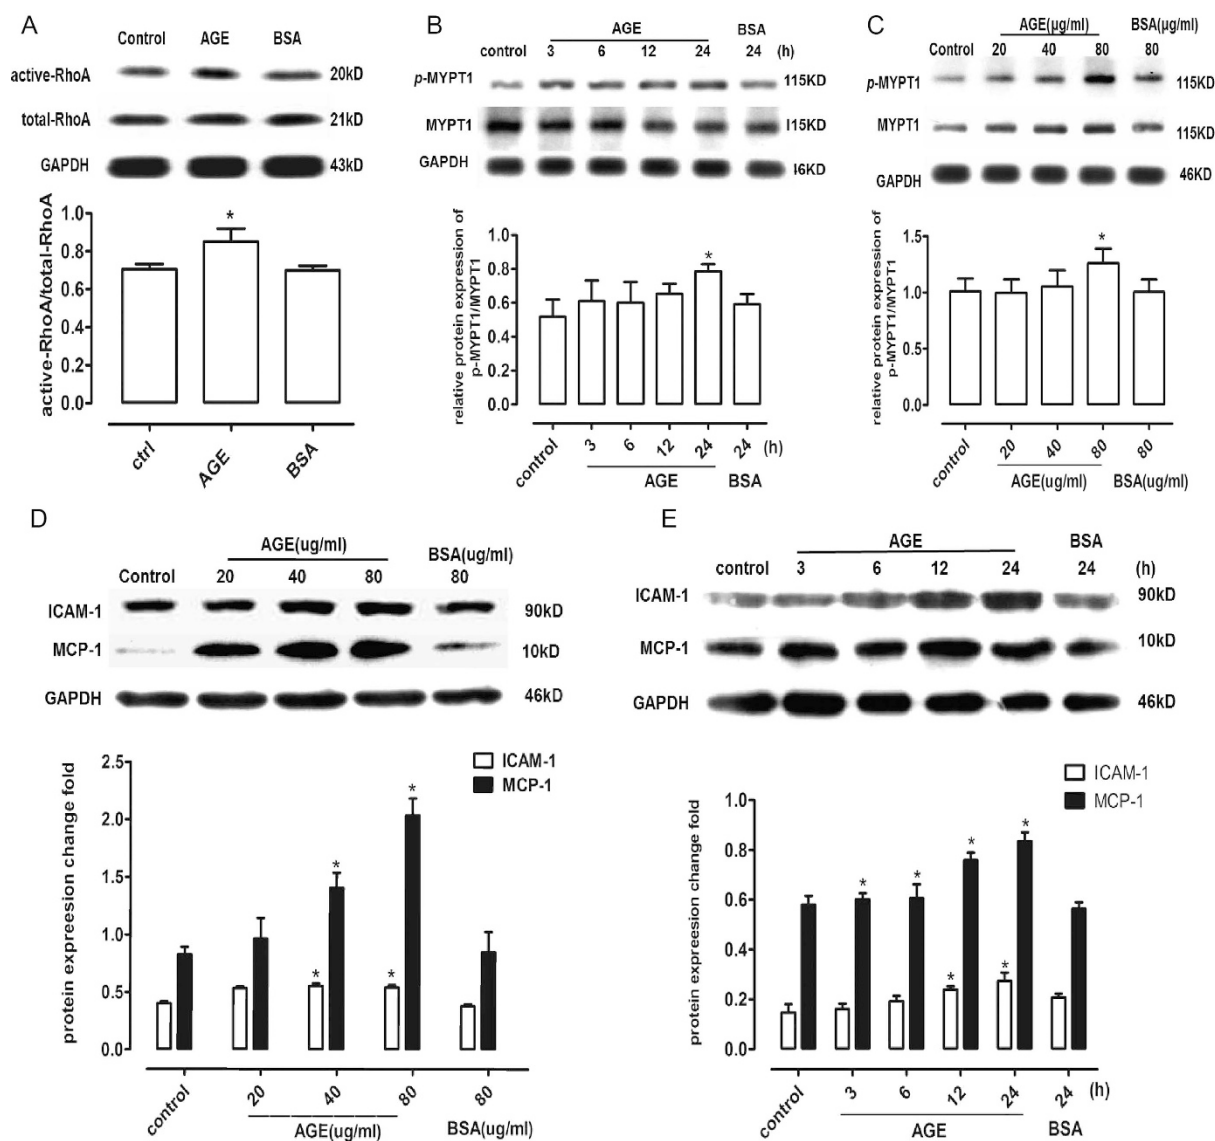 A
Control AGE BSA
active-RhoA 20kD
total-RhoA 21kD
GAPDH 43kD
active-RhoA/total-RhoA
1.0
0.8
0.6
0.4
0.2
0.0
*
ctrl AGE BSA
B
AGE BSA
control 3 6 12 24 24 (h)
p-MYPT1 115KD
MYPT1 115KD
GAPDH 46KD
relative protein expression of
p-MYPT1/MYPT1
1.0
0.8
0.6
0.4
0.2
0.0
*
control 3 6 12 24 24 (h)
AGE BSA
C
AGE(µg/ml) BSA(µg/ml)
Control 20 40 80 80
p-MYPT1 115KD
MYPT1 115KD
GAPDH 46KD
relative protein expression of
p-MYPT1/MYPT1
1.5
1.0
0.5
0.0
*
control 20 40 80 80
AGE(ug/ml) BSA(ug/ml)
D
AGE(ug/ml) BSA(ug/ml)
Control 20 40 80 80
ICAM-1 90kD
MCP-1 10kD
GAPDH 46kD
ICAM-1
MCP-1
protein expreesion change fold
2.5
2.0
1.5
1.0
0.5
0.0
* * * *
control 20 40 80 80
AGE(ug/ml) BSA(ug/ml)
E
AGE BSA
control 3 6 12 24 24 (h)
ICAM-1 90kD
MCP-1 10kD
GAPDH 46kD
ICAM-1
MCP-1
protein expreesion change fold
1.0
0.8
0.6
0.4
0.2
0.0
* * * * * *
control 3 6 12 24 24 (h)
AGE BSA